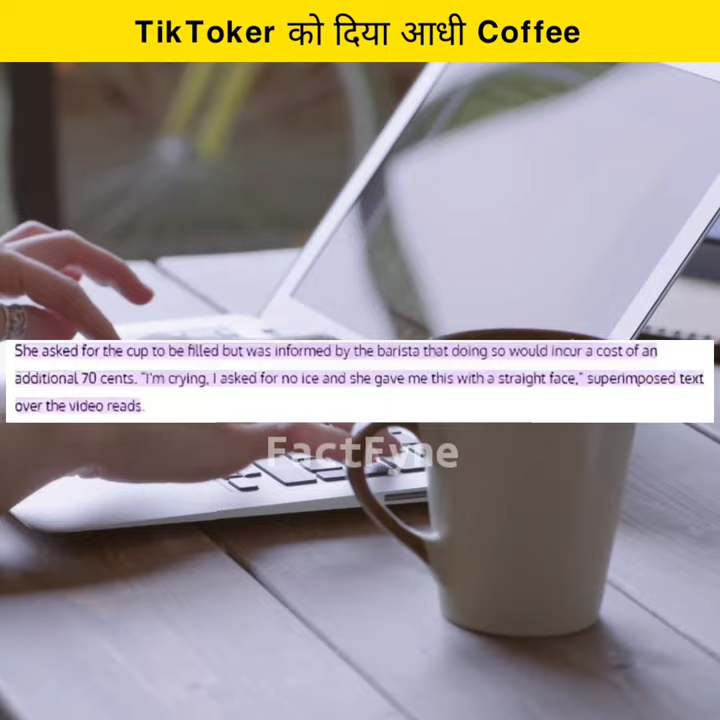 TikToker को दिया आधी Coffee
She asked for the cup to be filled but was informed by the barista that doing so would incur a cost of an
additional 70 cents. "I'm crying, I asked for no ice and she gave me this with a straight face," superimposed text
over the video reads.
FactFyne